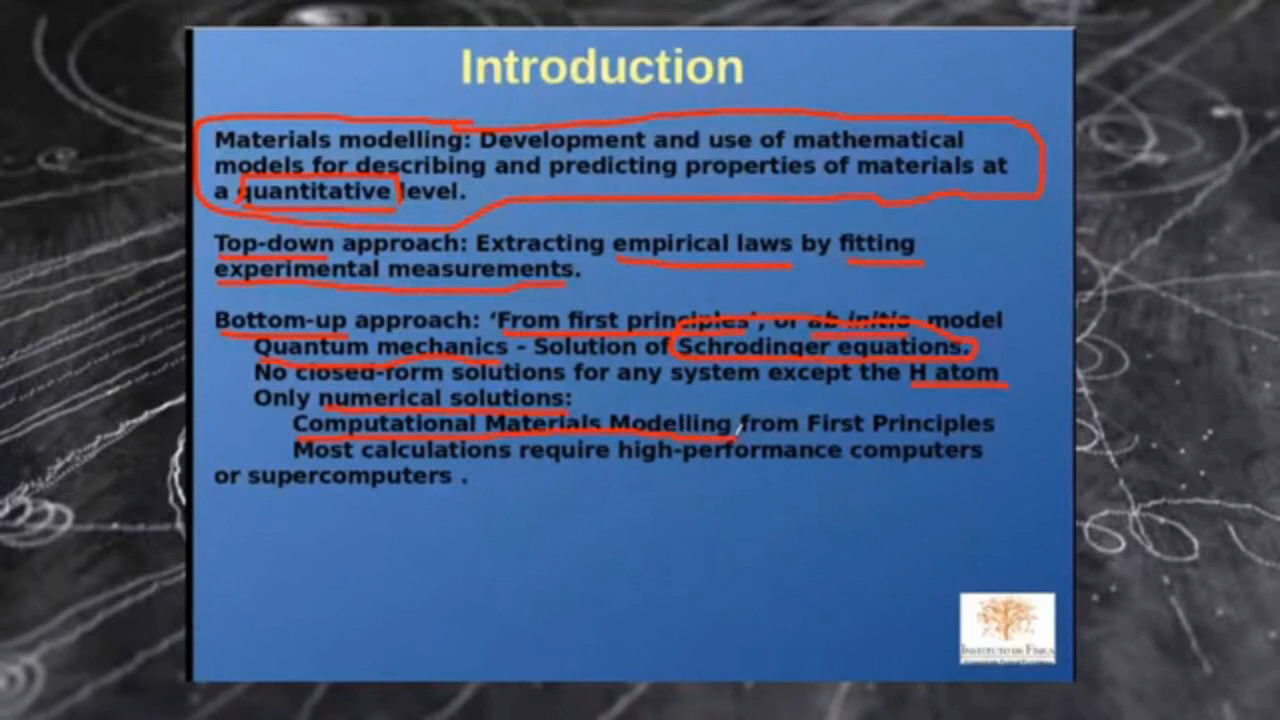 Introduction
Materials modelling: Development and use of mathematical
models for describing and predicting properties of materials at
a quantitative level.
Top-down approach: Extracting empirical laws by fitting
experimental measurements.
Bottom-up approach: ‘From first principles’, or ab initio model
Quantum mechanics - Solution of Schrodinger equations.
No closed-form solutions for any system except the H atom
Only numerical solutions:
Computational Materials Modelling from First Principles
Most calculations require high-performance computers
or supercomputers .
INSTITUTO DE FÍSICA